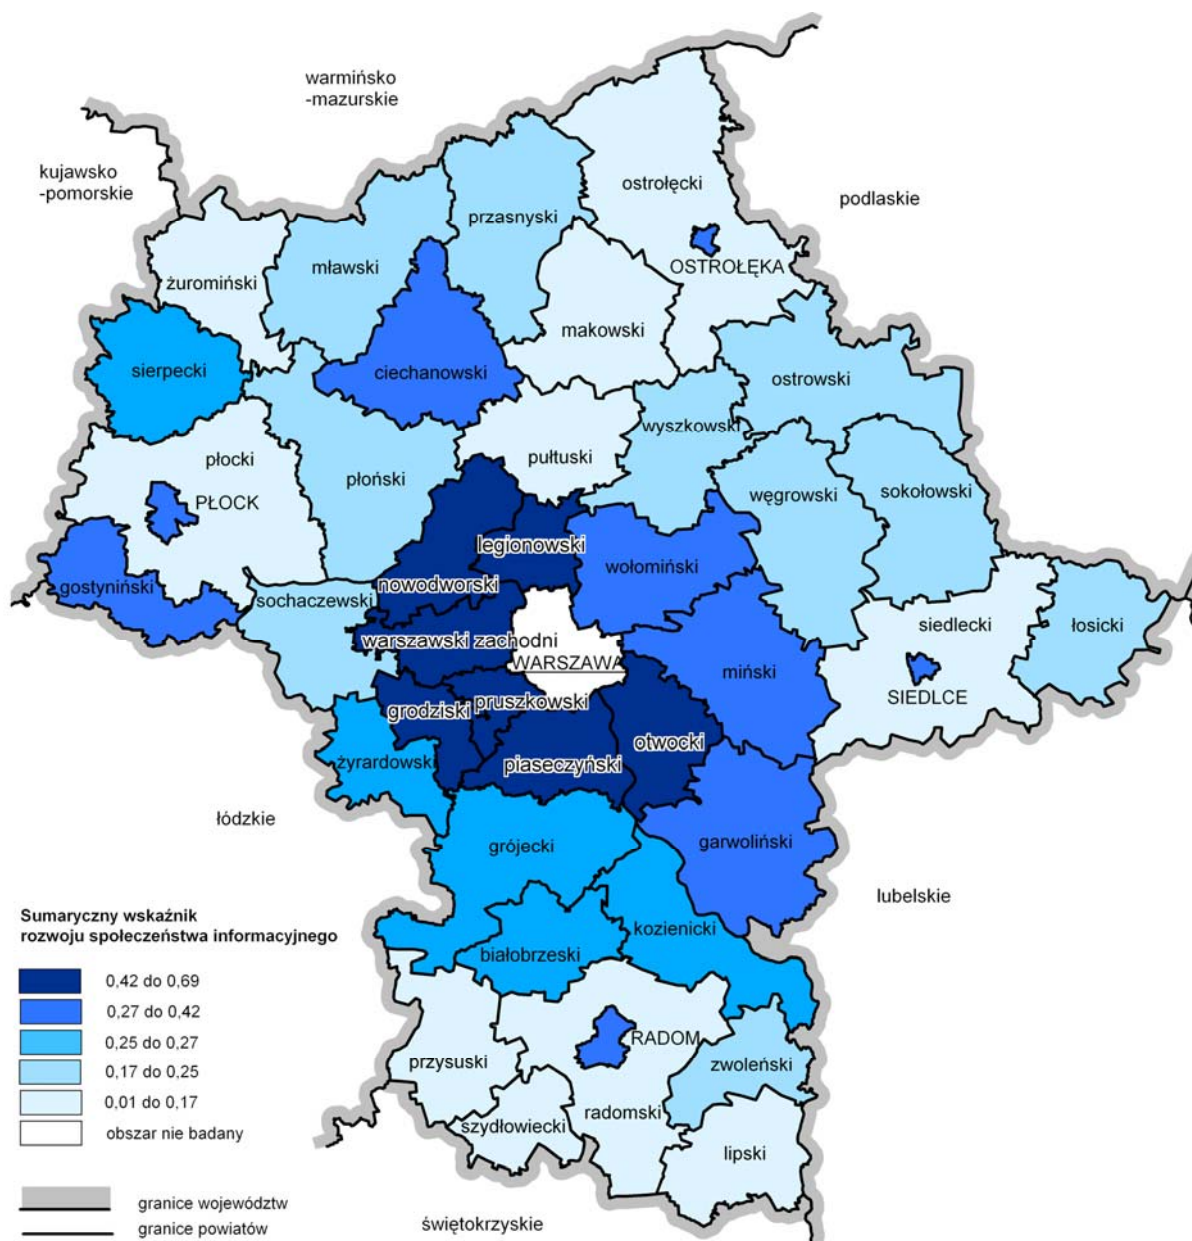 warmińsko
-mazurskie
kujawsko
-pomorskie
podlaskie
ostrołęcki
przasnyski
OSTROŁĘKA
mławski
żuromiński
makowski
sierpecki
ciechanowski
ostrowski
wyszkowski
płocki
pułtuski
płoński
PŁOCK
węgrowski
sokołowski
legionowski
wołomiński
gostyniński
nowodworski
sochaczewski
siedlecki
łosicki
warszawski zachodni
WARSZAWA
miński
SIEDLCE
pruszkowski
grodziski
otwocki
żyrardowski
piaseczyński
łódzkie
grójecki
garwoliński
lubelskie
kozienicki
białobrzeski
Sumaryczny wskaźnik
rozwoju społeczeństwa informacyjnego
0,42 do 0,69
0,27 do 0,42
0,25 do 0,27
0,17 do 0,25
0,01 do 0,17
obszar nie badany
RADOM
przysuski
zwoleński
radomski
szydłowiecki
lipski
granice województw
granice powiatów
świętokrzyskie